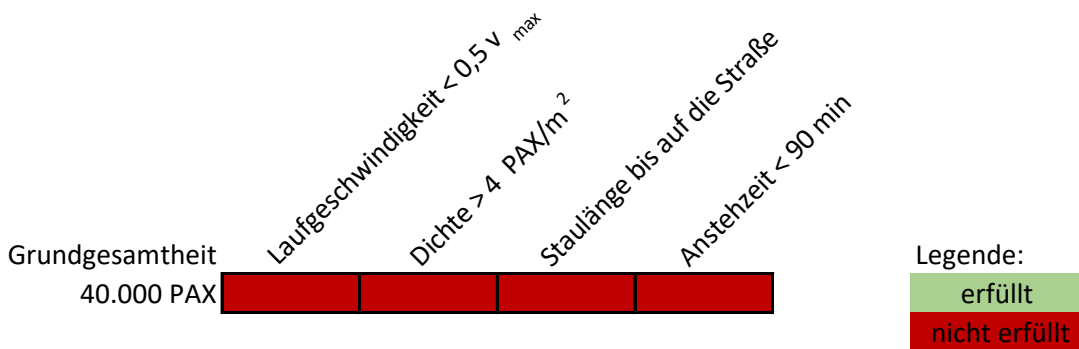 Laufgeschwindigkeit < 0,5 v max
Dichte > 4 PAX/m 2
Staulänge bis auf die Straße
Anstehzeit < 90 min
Grundgesamtheit
40.000 PAX
Legende:
erfüllt
nicht erfüllt